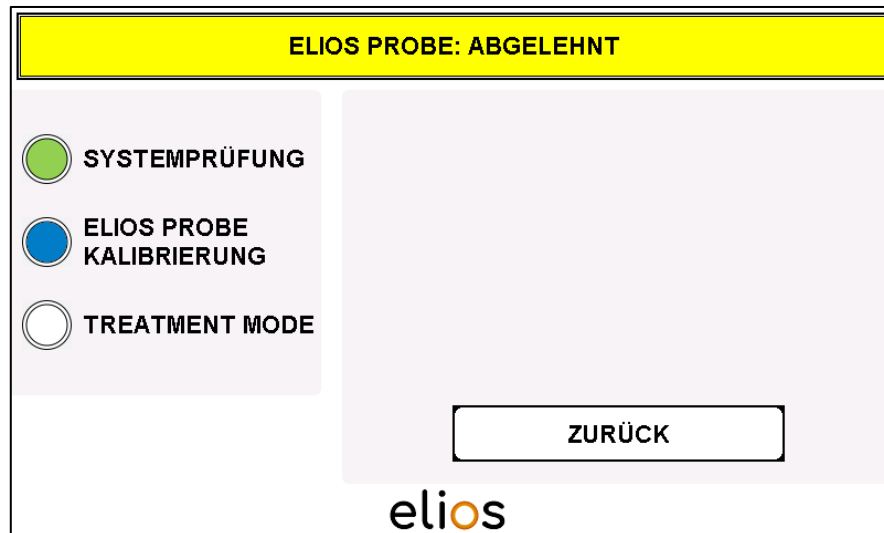 ELIOS PROBE: ABGELEHNT
SYSTEMPRÜFUNG
ELIOS PROBE
KALIBRIERUNG
TREATMENT MODE
ZURÜCK
elios